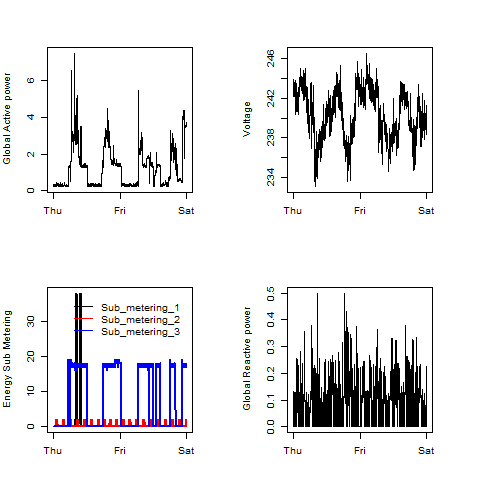 Global Active power
6
4
2
0
Thu Fri Sat
Voltage
246
242
238
234
Thu Fri Sat
Energy Sub Metering
30
20
10
0
Sub_metering_1
Sub_metering_2
Sub_metering_3
Thu Fri Sat
Global Reactive power
0.5
0.4
0.3
0.2
0.1
0.0
Thu Fri Sat